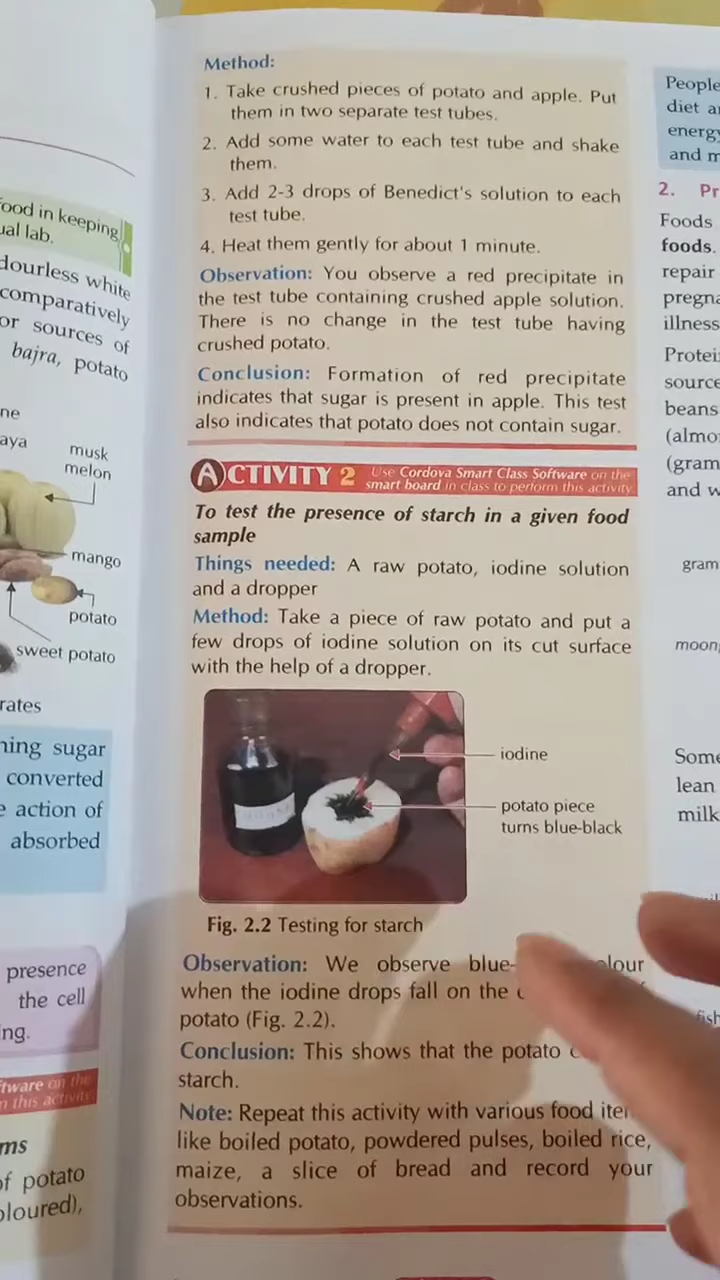 food in keeping
ual lab.
dourless white
comparatively
or sources of
bajra, potato
ne
aya
musk
melon
mango
potato
sweet potato
rates
ning sugar
converted
e action of
absorbed
presence
the cell
ng.
tware on the
n this activity
ms
of potato
oloured),
Method:
1. Take crushed pieces of potato and apple. Put
them in two separate test tubes.
2. Add some water to each test tube and shake
them.
3. Add 2-3 drops of Benedict's solution to each
test tube.
4. Heat them gently for about 1 minute.
Observation: You observe a red precipitate in
the test tube containing crushed apple solution.
There is no change in the test tube having
crushed potato.
Conclusion: Formation of red precipitate
indicates that sugar is present in apple. This test
also indicates that potato does not contain sugar.
ACTIVITY 2 Use Cordova Smart Class Software on the
smart board in class to perform this activity
To test the presence of starch in a given food
sample
Things needed: A raw potato, iodine solution
and a dropper
Method: Take a piece of raw potato and put a
few drops of iodine solution on its cut surface
with the help of a dropper.
iodine
potato piece
turns blue-black
Fig. 2.2 Testing for starch
Observation: We observe blue- olour
when the iodine drops fall on the
potato (Fig. 2.2).
Conclusion: This shows that the potato
starch.
Note: Repeat this activity with various food
like boiled potato, powdered pulses, boiled rice,
maize, a slice of bread and record your
observations.
People
diet a
energy
and m
2. Pr
Foods
foods.
repair
pregna
illness
Protei
source
beans
(almo
(gram
and w
gram
moong
Some
lean
milk
fish